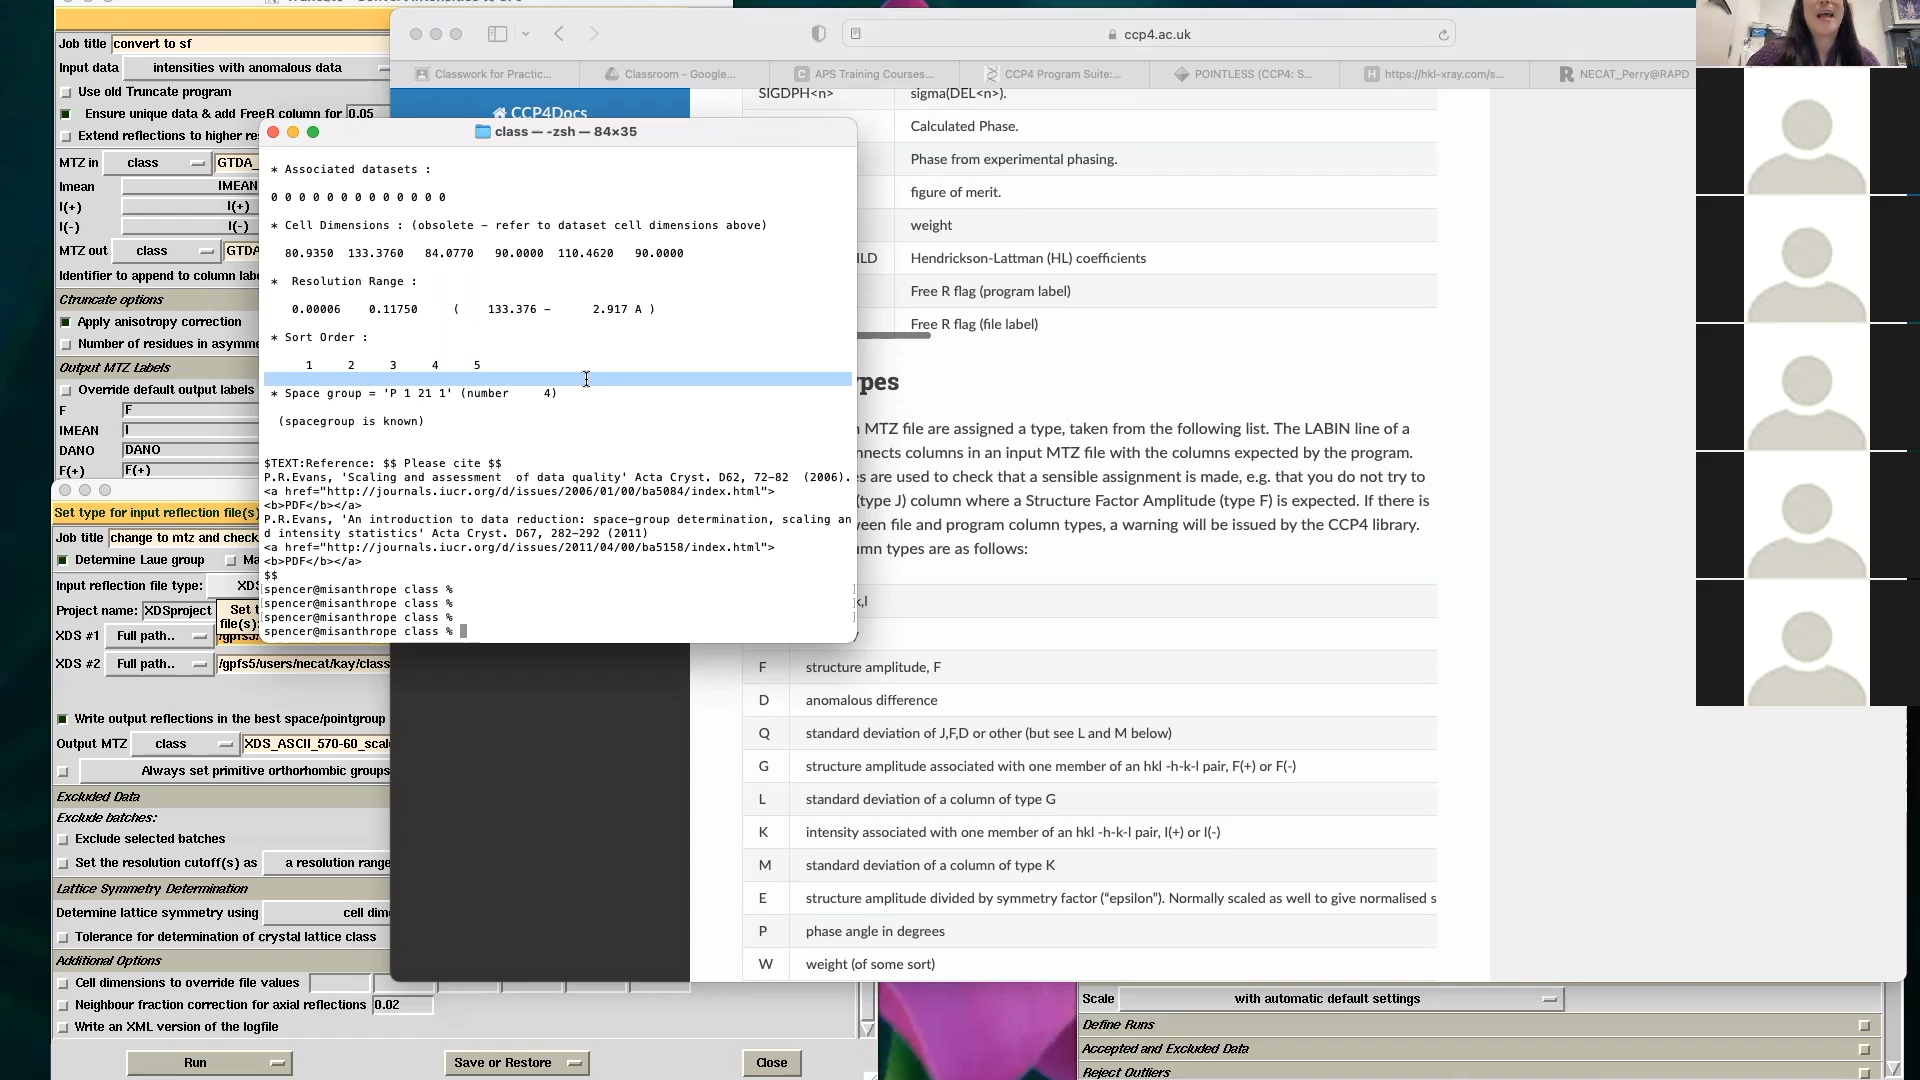 Job title convert to sf
Input data intensities with anomalous data
Use old Truncate program
Ensure unique data & add FreeR column for 0.05
Extend reflections to higher re
MTZ in class GTDA_
Imean IMEAN
I(+) I(+)
I(-) I(-)
MTZ out class GTDA
Identifier to append to column lab
Ctruncate options
Apply anisotropy correction
Number of residues in asymme
Output MTZ Labels
Override default output labels
F F
IMEAN I
DANO DANO
F(+) F(+)
Set type for input reflection file(s)
Job title change to mtz and check
Determine Laue group Ma
Input reflection file type: XDS
Project name: XDSproject
Set t
file(s)
XDS #1 Full path..
XDS #2 Full path.. /gpfs5/users/necat/kay/class
Write output reflections in the best space/pointgroup
Output MTZ class XDS_ASCII_570-60_scal
Always set primitive orthorhombic groups
Excluded Data
Exclude batches:
Exclude selected batches
Set the resolution cutoff(s) as a resolution range
Lattice Symmetry Determination
Determine lattice symmetry using cell dim
Tolerance for determination of crystal lattice class
Additional Options
Cell dimensions to override file values
Neighbour fraction correction for axial reflections 0.02
Write an XML version of the logfile
Run Save or Restore Close
ccp4.ac.uk
Classwork for Practic... Classroom - Google... APS Training Courses... CCP4 Program Suite:... POINTLESS (CCP4: S... https://hkl-xray.com/s... NECAT_Perry@RAPD
CCP4Docs
class — -zsh — 84×35
* Associated datasets :
0 0 0 0 0 0 0 0 0 0 0 0 0
* Cell Dimensions : (obsolete - refer to dataset cell dimensions above)
80.9350 133.3760 84.0770 90.0000 110.4620 90.0000
* Resolution Range :
0.00006 0.11750 ( 133.376 - 2.917 A )
* Sort Order :
1 2 3 4 5
* Space group = 'P 1 21 1' (number 4)
(spacegroup is known)
$TEXT:Reference: $$ Please cite $$
P.R.Evans, 'Scaling and assessment of data quality' Acta Cryst. D62, 72-82 (2006).
<a href="http://journals.iucr.org/d/issues/2006/01/00/ba5084/index.html">
<b>PDF</b></a>
P.R.Evans, 'An introduction to data reduction: space-group determination, scaling an
d intensity statistics' Acta Cryst. D67, 282-292 (2011)
<a href="http://journals.iucr.org/d/issues/2011/04/00/ba5158/index.html">
<b>PDF</b></a>
$$
spencer@misanthrope class %
spencer@misanthrope class %
spencer@misanthrope class %
spencer@misanthrope class %
SIGDPH<n> sigma(DEL<n>).
Calculated Phase.
Phase from experimental phasing.
figure of merit.
weight
ILD Hendrickson-Lattman (HL) coefficients
Free R flag (program label)
Free R flag (file label)
pes
MTZ file are assigned a type, taken from the following list. The LABIN line of a
nnects columns in an input MTZ file with the columns expected by the program.
es are used to check that a sensible assignment is made, e.g. that you do not try to
(type J) column where a Structure Factor Amplitude (type F) is expected. If there is
ween file and program column types, a warning will be issued by the CCP4 library.
umn types are as follows:
k,l
F structure amplitude, F
D anomalous difference
Q standard deviation of J,F,D or other (but see L and M below)
G structure amplitude associated with one member of an hkl -h-k-l pair, F(+) or F(-)
L standard deviation of a column of type G
K intensity associated with one member of an hkl -h-k-l pair, I(+) or I(-)
M standard deviation of a column of type K
E structure amplitude divided by symmetry factor (“epsilon”). Normally scaled as well to give normalised s
P phase angle in degrees
W weight (of some sort)
Scale with automatic default settings
Define Runs
Accepted and Excluded Data
Reject Outliers